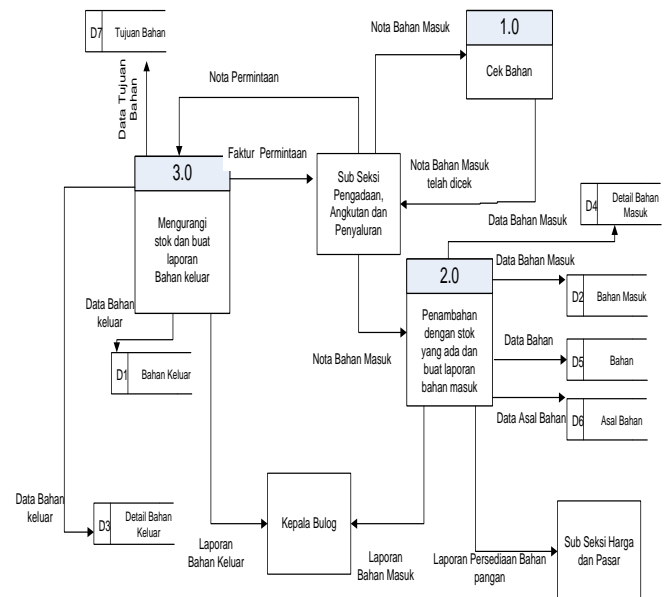 D7 Tujuan Bahan
Nota Bahan Masuk
1.0
Cek Bahan
Nota Permintaan
Data Tujuan
Bahan
Faktur Permintaan
3.0
Mengurangi
stok dan buat
laporan
Bahan keluar
Sub Seksi
Pengadaan,
Angkutan dan
Penyaluran
Nota Bahan Masuk
telah dicek
D4 Detail Bahan
Masuk
Data Bahan Masuk
2.0
Penambahan
dengan stok
yang ada dan
buat laporan
bahan masuk
Data Bahan Masuk
D2 Bahan Masuk
Data Bahan
keluar
D1 Bahan Keluar
Nota Bahan Masuk
Data Bahan
D5 Bahan
Data Asal Bahan
D6 Asal Bahan
Data Bahan
keluar
D3 Detail Bahan
Keluar
Laporan
Bahan Keluar
Kepala Bulog
Laporan
Bahan Masuk
Laporan Persediaan Bahan
pangan
Sub Seksi Harga
dan Pasar